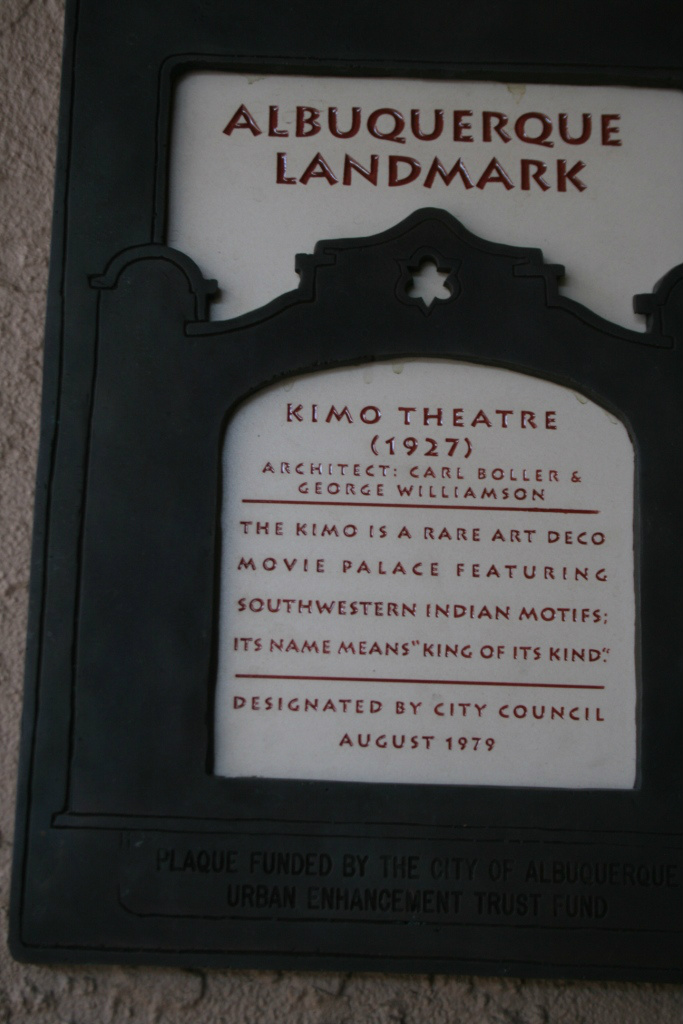 ALBUQUERQUE
LANDMARK
KIMO THEATRE
(1927)
ARCHITECT: CARL BOLLER &
GEORGE WILLIAMSON
THE KIMO IS A RARE ART DECO
MOVIE PALACE FEATURING
SOUTHWESTERN INDIAN MOTIFS;
ITS NAME MEANS "KING OF ITS KIND."
DESIGNATED BY CITY COUNCIL
AUGUST 1979
PLAQUE FUNDED BY THE CITY OF ALBUQUERQUE
URBAN ENHANCEMENT TRUST FUND